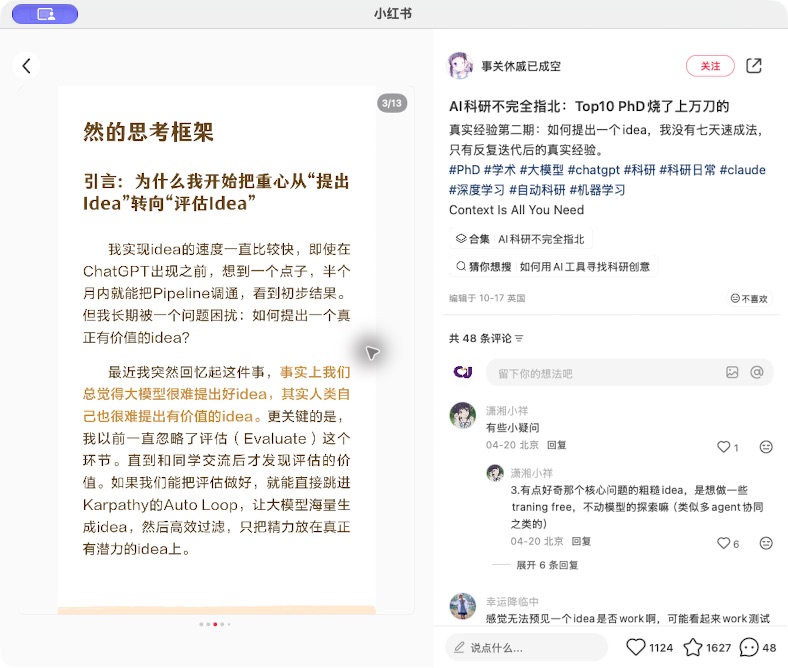 小红书
3/13
然的思考框架
引言：为什么我开始把重心从“提出
Idea”转向“评估Idea”
我实现idea的速度一直比较快，即使在
ChatGPT出现之前，想到一个点子，半个
月内就能把Pipeline调通，看到初步结果。
但我长期被一个问题困扰：如何提出一个真
正有价值的idea？
最近我突然回忆起这件事，事实上我们
总觉得大模型很难提出好idea，其实人类自
己也很难提出有价值的idea。更关键的是，
我以前一直忽略了评估（Evaluate）这个
环节。直到和同学交流后才发现评估的价
值。如果我们能把评估做好，就能直接跳进
Karpathy的Auto Loop，让大模型海量生
成idea，然后高效过滤，只把精力放在真正
有潜力的idea上。
事关休戚已成空
关注
AI科研不完全指北：Top10 PhD烧了上万刀的
真实经验第二期：如何提出一个idea，我没有七天速成法，
只有反复迭代后的真实经验。
#PhD #学术 #大模型 #chatgpt #科研 #科研日常 #claude
#深度学习 #自动科研 #机器学习
Context Is All You Need
合集 AI科研不完全指北
猜你想搜 如何用AI工具寻找科研创意
编辑于 10-17 英国
不喜欢
共 48 条评论
CJ
留下你的想法吧
潇湘小祥
有些小疑问
04-20 北京 回复
1
潇湘小祥
3.有点好奇那个核心问题的粗糙idea，是想做一些
traning free，不动模型的探索嘛（类似多agent协同
之类的）
04-20 北京 回复
6
展开 6 条回复
幸运降临中
感觉无法预见一个idea是否work啊，可能看起来work测试
说点什么...
1124
1627
48